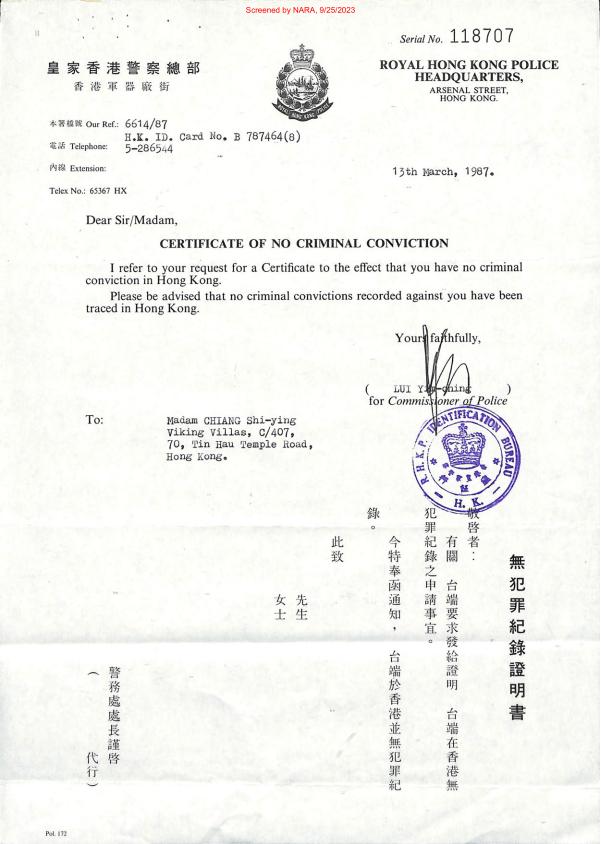 Screened by NARA, 9/25/2023
Serial No. 118707
皇家香港警察總部
香港軍器廠街
ROYAL HONG KONG POLICE
HEADQUARTERS,
ARSENAL STREET,
HONG KONG.
ROYAL HONG KONG POLICE
本署檔號 Our Ref.: 6614/87
H.K. ID. Card No. B 787464(8)
電話 Telephone: 5-286544
內線 Extension:
13th March, 1987.
Telex No.: 65367 HX
Dear Sir/Madam,
CERTIFICATE OF NO CRIMINAL CONVICTION
I refer to your request for a Certificate to the effect that you have no criminal
conviction in Hong Kong.
Please be advised that no criminal convictions recorded against you have been
traced in Hong Kong.
Yours faithfully,
( LUI ching )
for Commissioner of Police
To:
Madam CHIANG Shi-ying
Viking Villas, C/407,
70, Tin Hau Temple Road,
Hong Kong.
R.H.K.P. IDENTIFICATION BUREAU
H.K.
無犯罪紀錄證明書
敬啓者：
有關 台端要求發給證明 台端在香港無
犯罪紀錄之申請事宜。
今特奉函通知， 台端於香港並無犯罪紀
錄。
此致
先生
女士
警務處處長謹啓
（ 代行）
Pol. 172